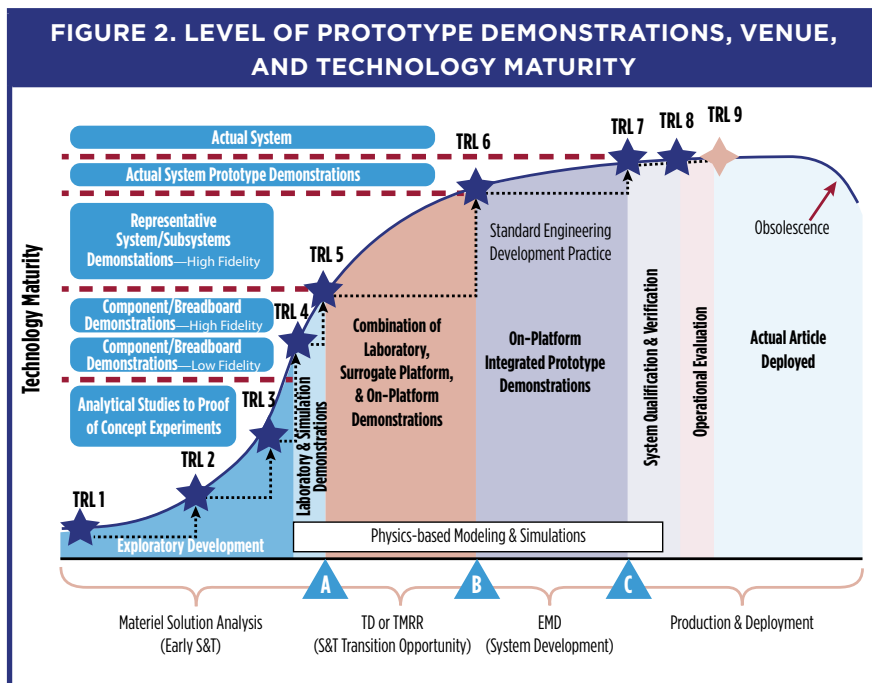 FIGURE 2. LEVEL OF PROTOTYPE DEMONSTRATIONS, VENUE,
AND TECHNOLOGY MATURITY
Technology Maturity
Actual System
Actual System Prototype Demonstrations
Representative
System/Subsystems
Demonstations—High Fidelity
Component/Breadboard
Demonstrations—High Fidelity
Component/Breadboard
Demonstrations—Low Fidelity
Analytical Studies to Proof
of Concept Experiments
TRL 1
TRL 2
TRL 3
TRL 4
TRL 5
TRL 6
TRL 7
TRL 8
TRL 9
Obsolescence
Exploratory Development
Laboratory & Simulation
Demonstrations
Combination of
Laboratory,
Surrogate Platform,
& On-Platform
Demonstrations
Standard Engineering
Development Practice
On-Platform
Integrated Prototype
Demonstrations
System Qualification & Verification
Operational Evaluation
Actual Article
Deployed
Physics-based Modeling & Simulations
A
B
C
Materiel Solution Analysis
(Early S&T)
TD or TMRR
(S&T Transition Opportunity)
EMD
(System Development)
Production & Deployment